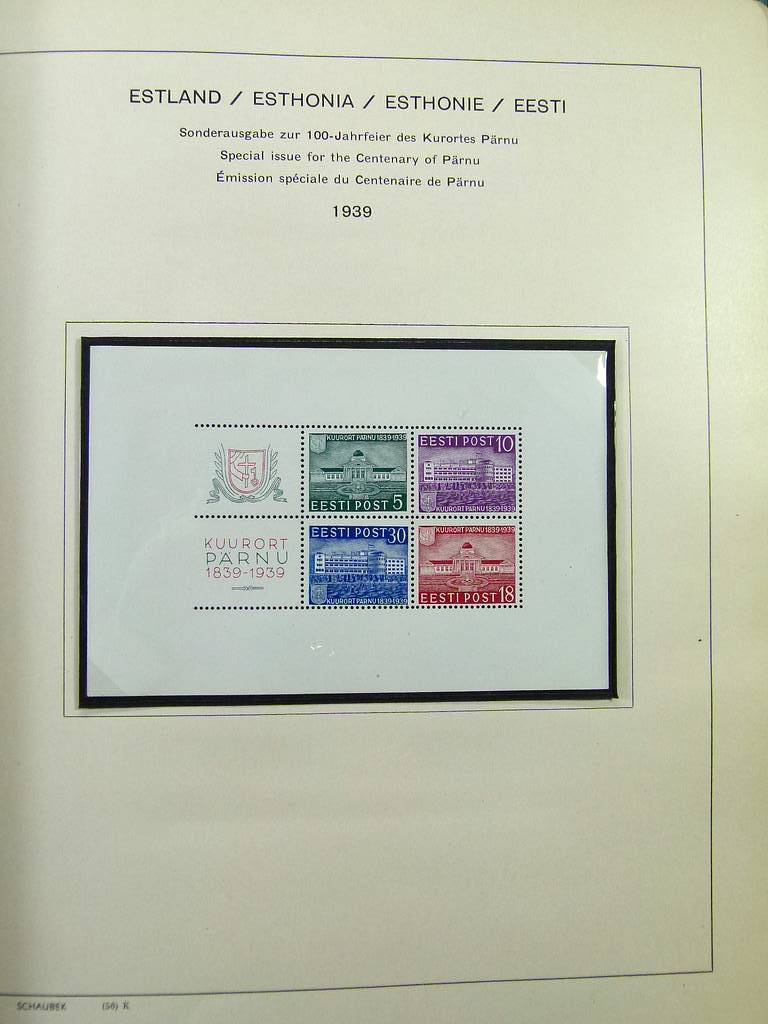 ESTLAND / ESTHONIA / ESTHONIE / EESTI
Sonderausgabe zur 100-Jahrfeier des Kurortes Pärnu
Special issue for the Centenary of Pärnu
Émission spéciale du Centenaire de Pärnu
1939
KUURORT PÄRNU 1839-1939
EESTI POST 5
EESTI POST 10
KUURORT PÄRNU 1839-1939
KUURORT
PÄRNU
1839-1939
EESTI POST 30
KUURORT PÄRNU 1839-1939
KUURORT PÄRNU 1839-1939
EESTI POST 18
SCHAUBEK (56) K